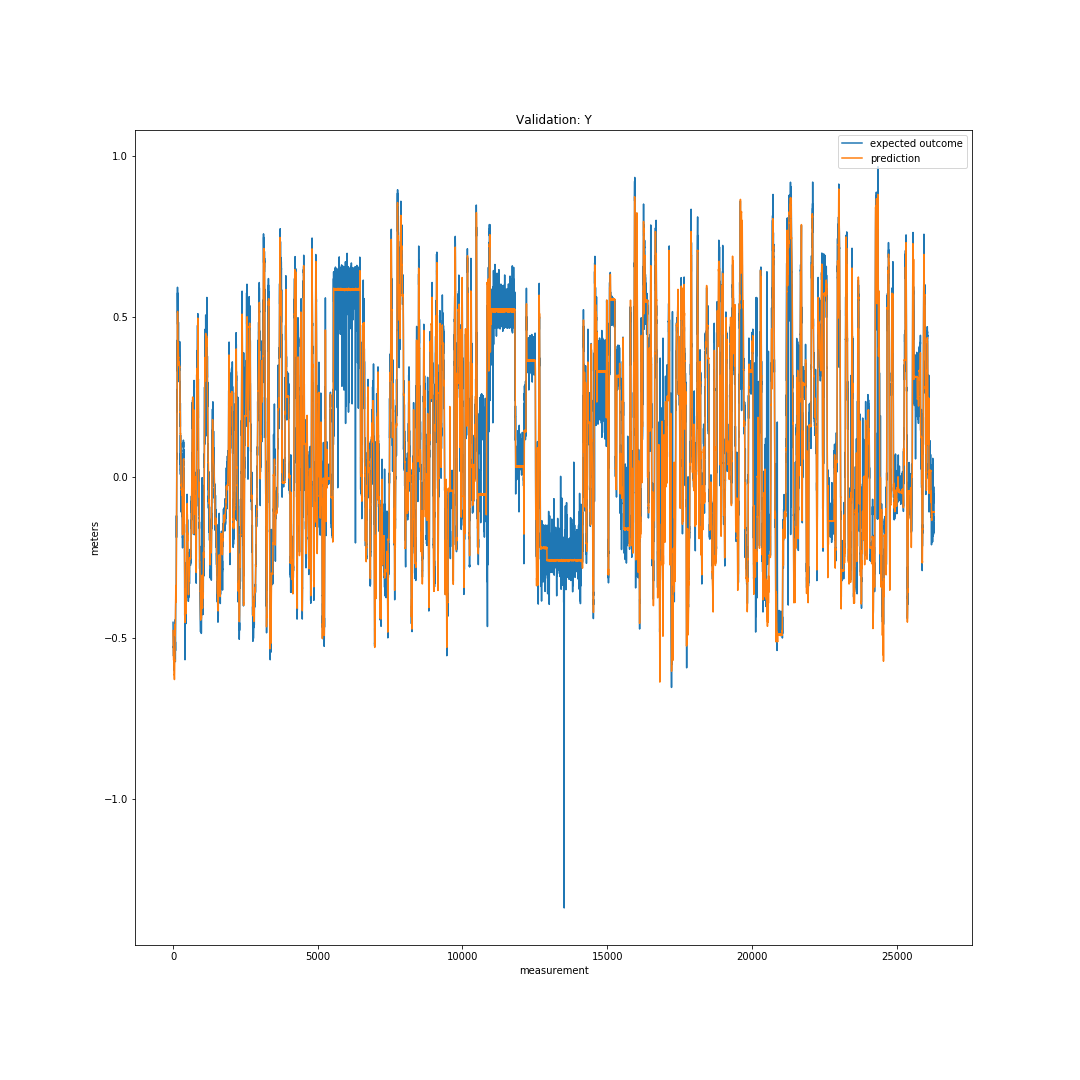 Validation: Y
expected outcome
prediction
1.0
0.5
0.0
−0.5
−1.0
meters
0 5000 10000 15000 20000 25000
measurement